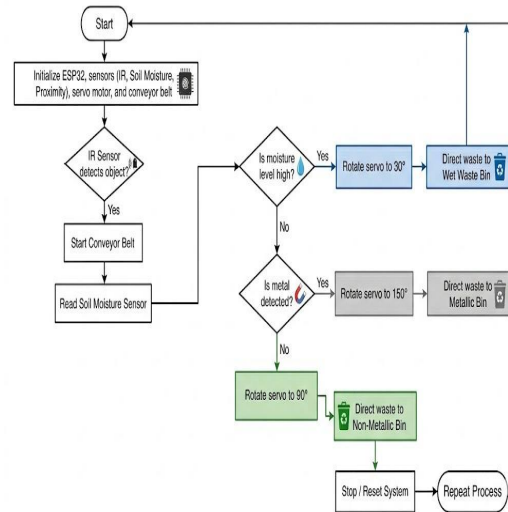 Start
Initialize ESP32, sensors (IR, Soil Moisture,
Proximity), servo motor, and conveyor belt
IR Sensor
detects object?
Yes
Start Conveyor Belt
Read Soil Moisture Sensor
Is moisture
level high?
Yes
Rotate servo to 30°
Direct waste to
Wet Waste Bin
No
Is metal
detected?
Yes
Rotate servo to 150°
Direct waste to
Metallic Bin
No
Rotate servo to 90°
Direct waste to
Non-Metallic Bin
Stop / Reset System
Repeat Process